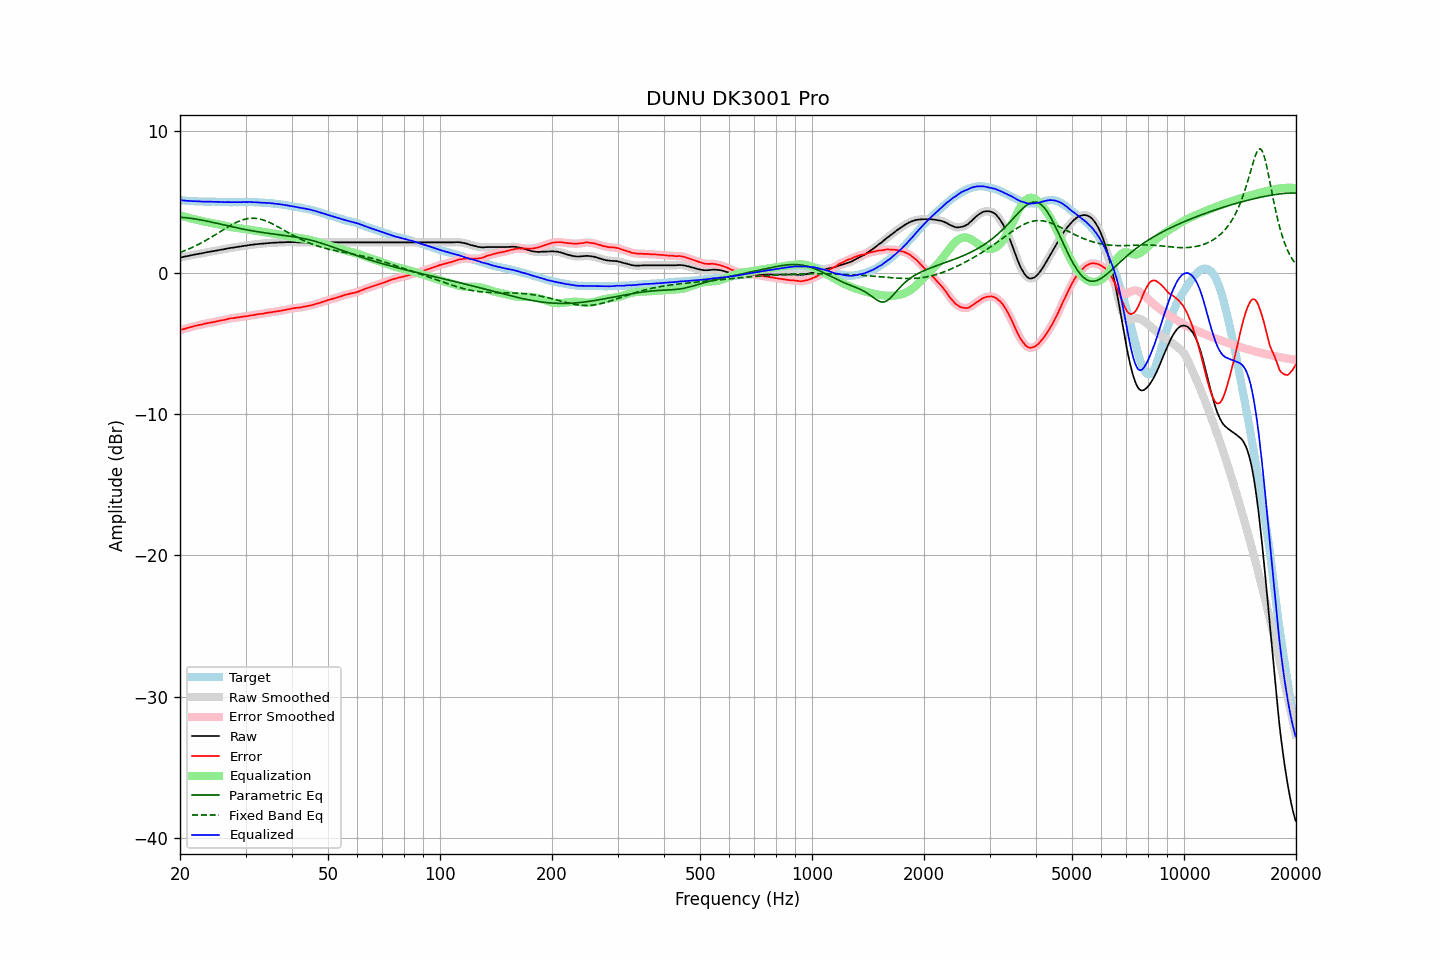 DUNU DK3001 Pro
Amplitude (dBr)
10
0
−10
−20
−30
−40
Target
Raw Smoothed
Error Smoothed
Raw
Error
Equalization
Parametric Eq
Fixed Band Eq
Equalized
20 50 100 200 500 1000 2000 5000 10000 20000
Frequency (Hz)